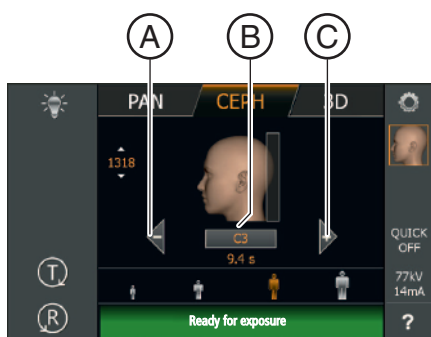 A B C
PAN CEPH 3D
1318
- +
C3
9.4 s
QUICK
OFF
T
77kV
14mA
R
Ready for exposure
?